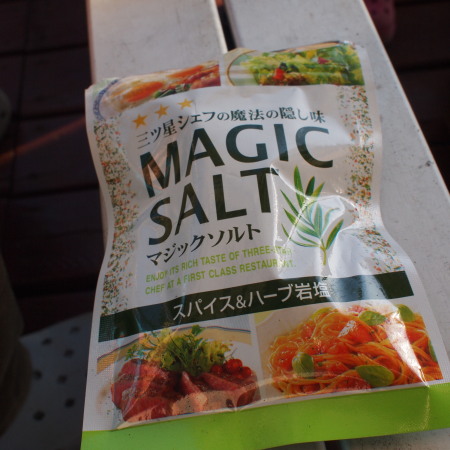 三ツ星シェフの魔法の隠し味
MAGIC
SALT
マジックソルト
ENJOY ITS RICH TASTE OF THREE-STAR
CHEF AT A FIRST CLASS RESTAURANT.
スパイス&ハーブ岩塩